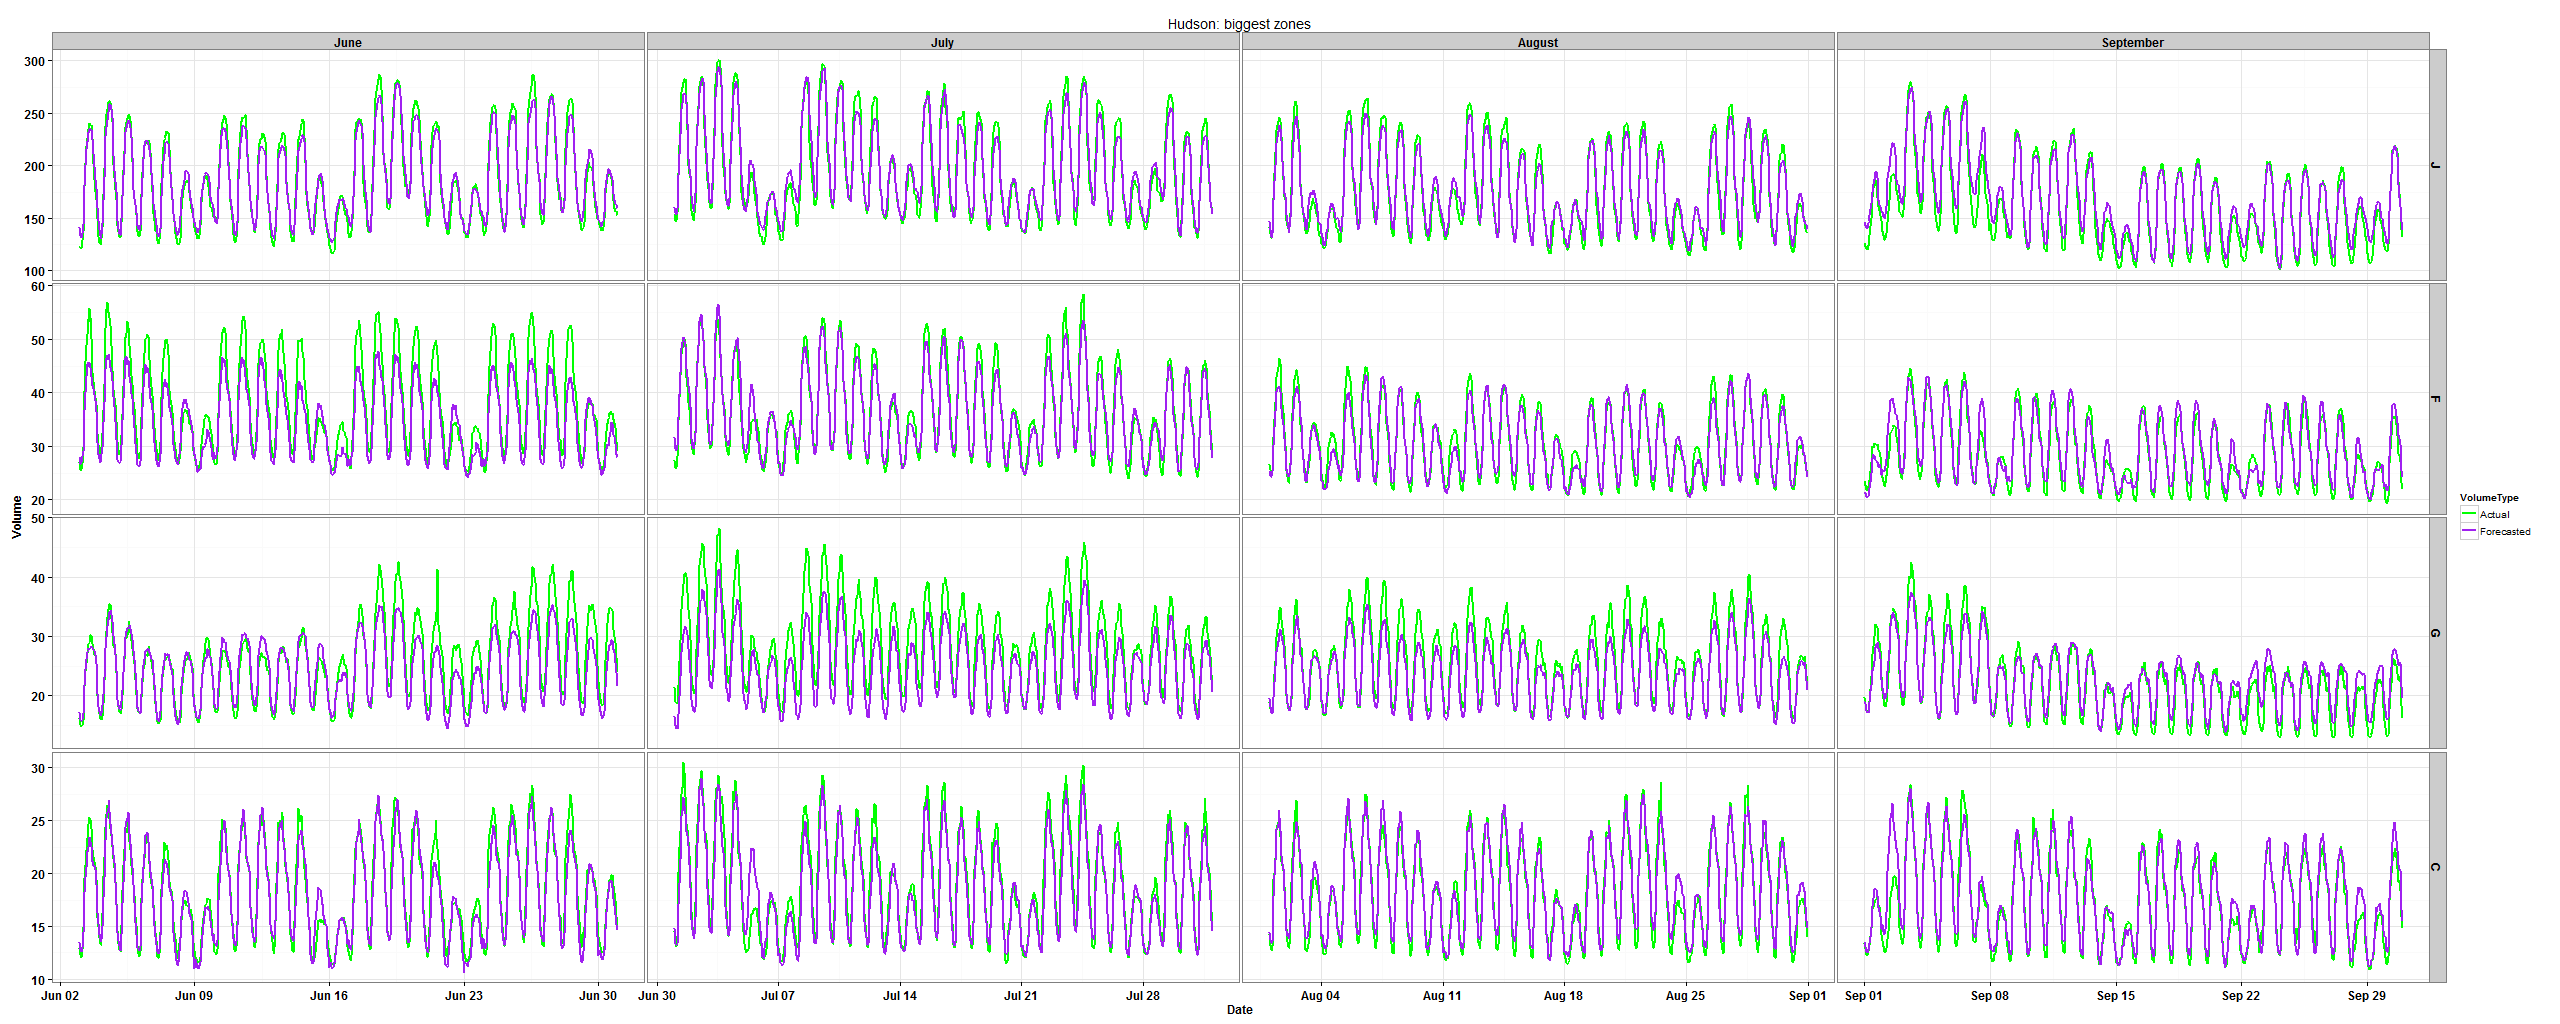 Hudson: biggest zones
June July August September
300
250
200
150
100
J
60
50
40
30
20
F
50
40
30
20
G
30
25
20
15
10
C
Volume
Jun 02 Jun 09 Jun 16 Jun 23 Jun 30 Jun 30 Jul 07 Jul 14 Jul 21 Jul 28 Aug 04 Aug 11 Aug 18 Aug 25 Sep 01 Sep 01 Sep 08 Sep 15 Sep 22 Sep 29
Date
VolumeType
Actual
Forecasted